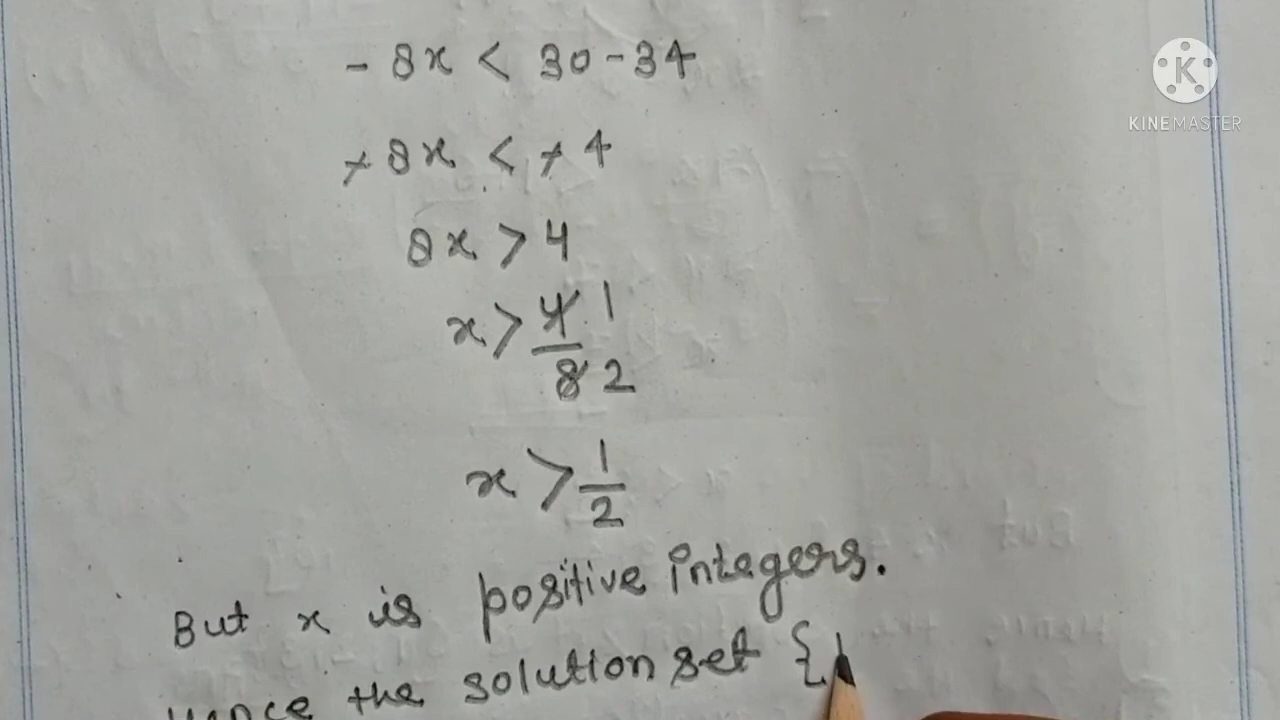 - 8x < 30 - 34
- 8x < - 4
8x > 4
x > 4/8 1/2
x > 1/2
But x is positive integers.
Hence the solution set {1
K
KINEMASTER